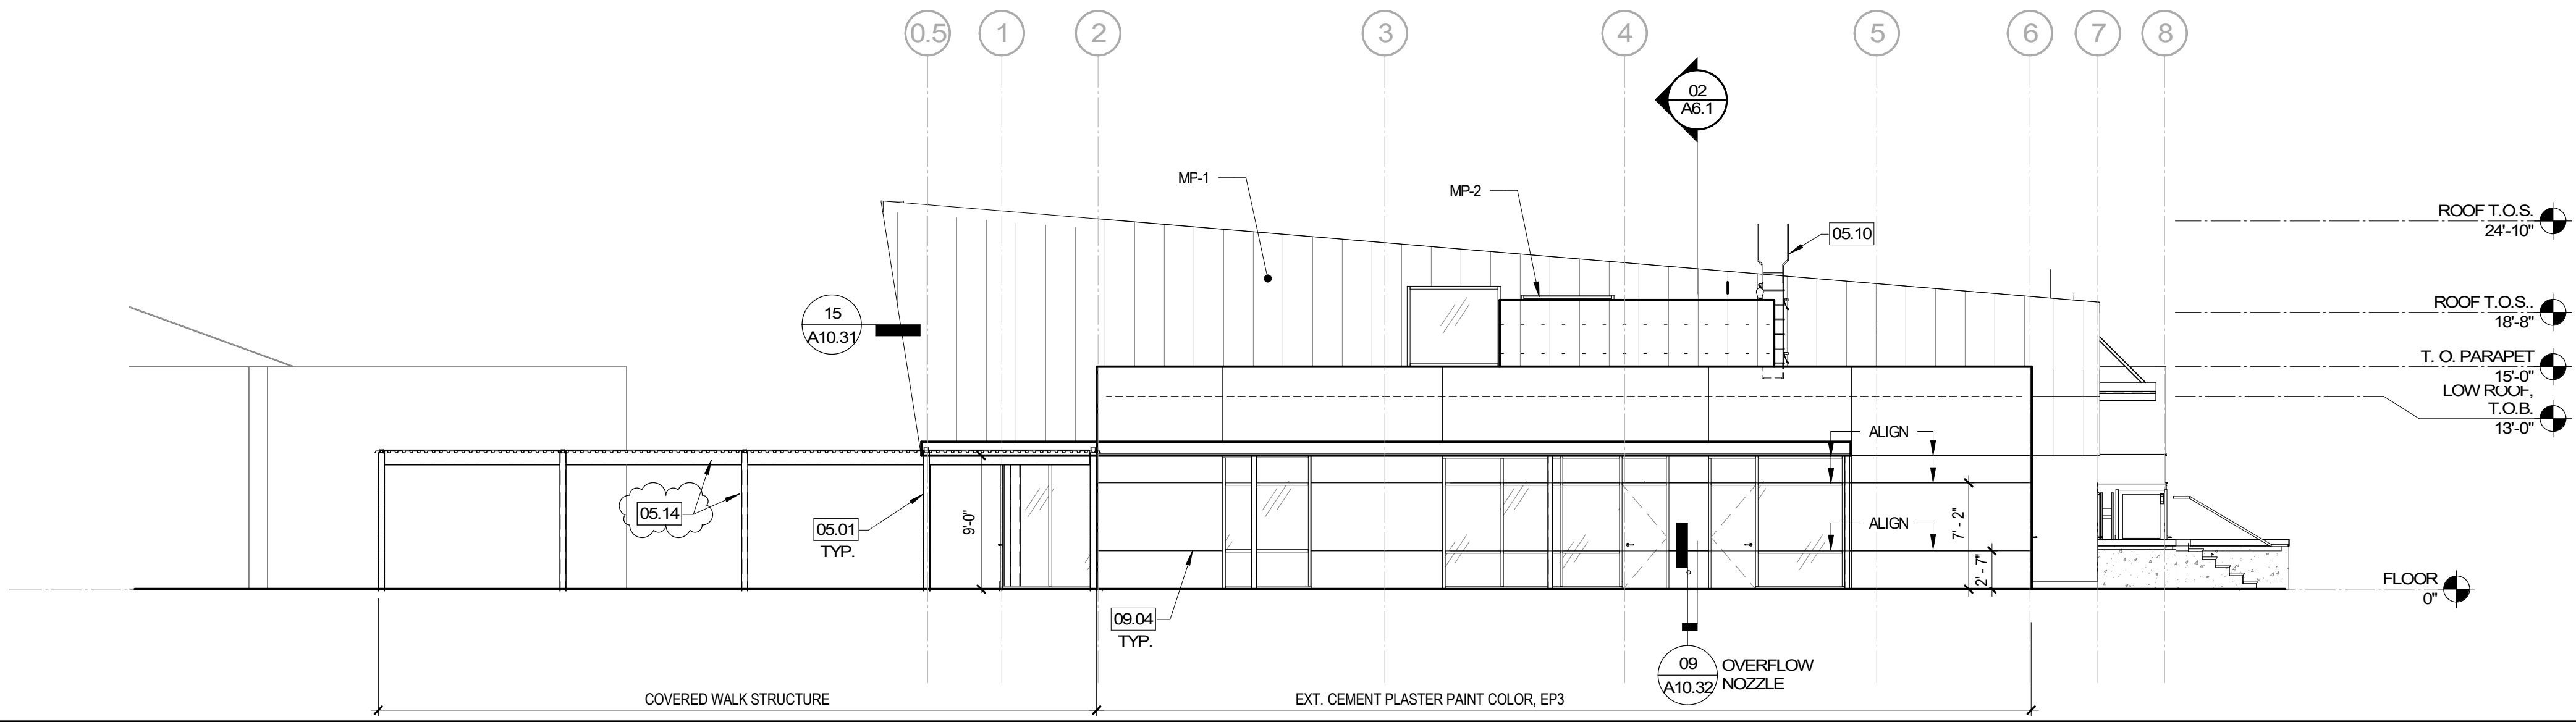 0.5
1
2
3
4
5
6
7
8
02
A6.1
MP-1
MP-2
05.10
ROOF T.O.S.
24'-10"
15
A10.31
ROOF T.O.S..
18'-8"
T. O. PARAPET
15'-0"
LOW ROOF,
T.O.B.
13'-0"
ALIGN
05.14
05.01
TYP.
9'-0"
7' - 2"
ALIGN
2' - 7"
FLOOR
0"
09.04
TYP.
09
A10.32
OVERFLOW
NOZZLE
COVERED WALK STRUCTURE
EXT. CEMENT PLASTER PAINT COLOR, EP3